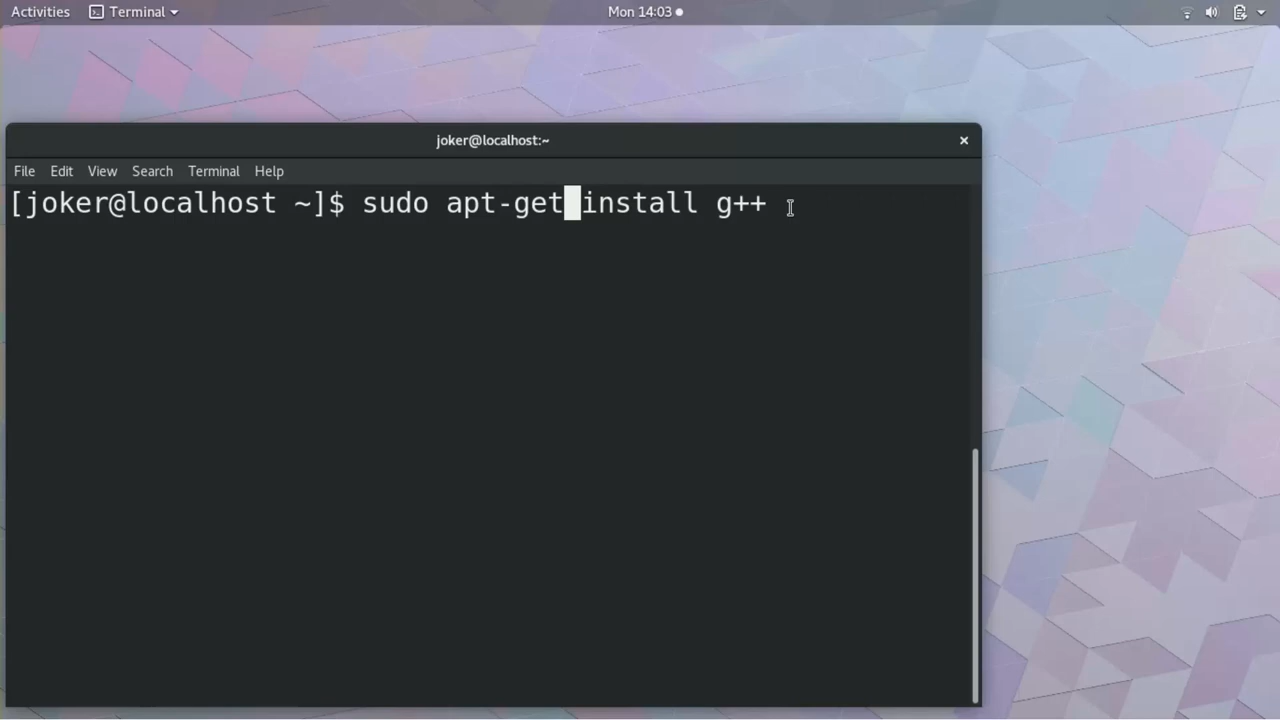 Activities Terminal Mon 14:03
joker@localhost:~
File Edit View Search Terminal Help
[joker@localhost ~]$ sudo apt-get install g++